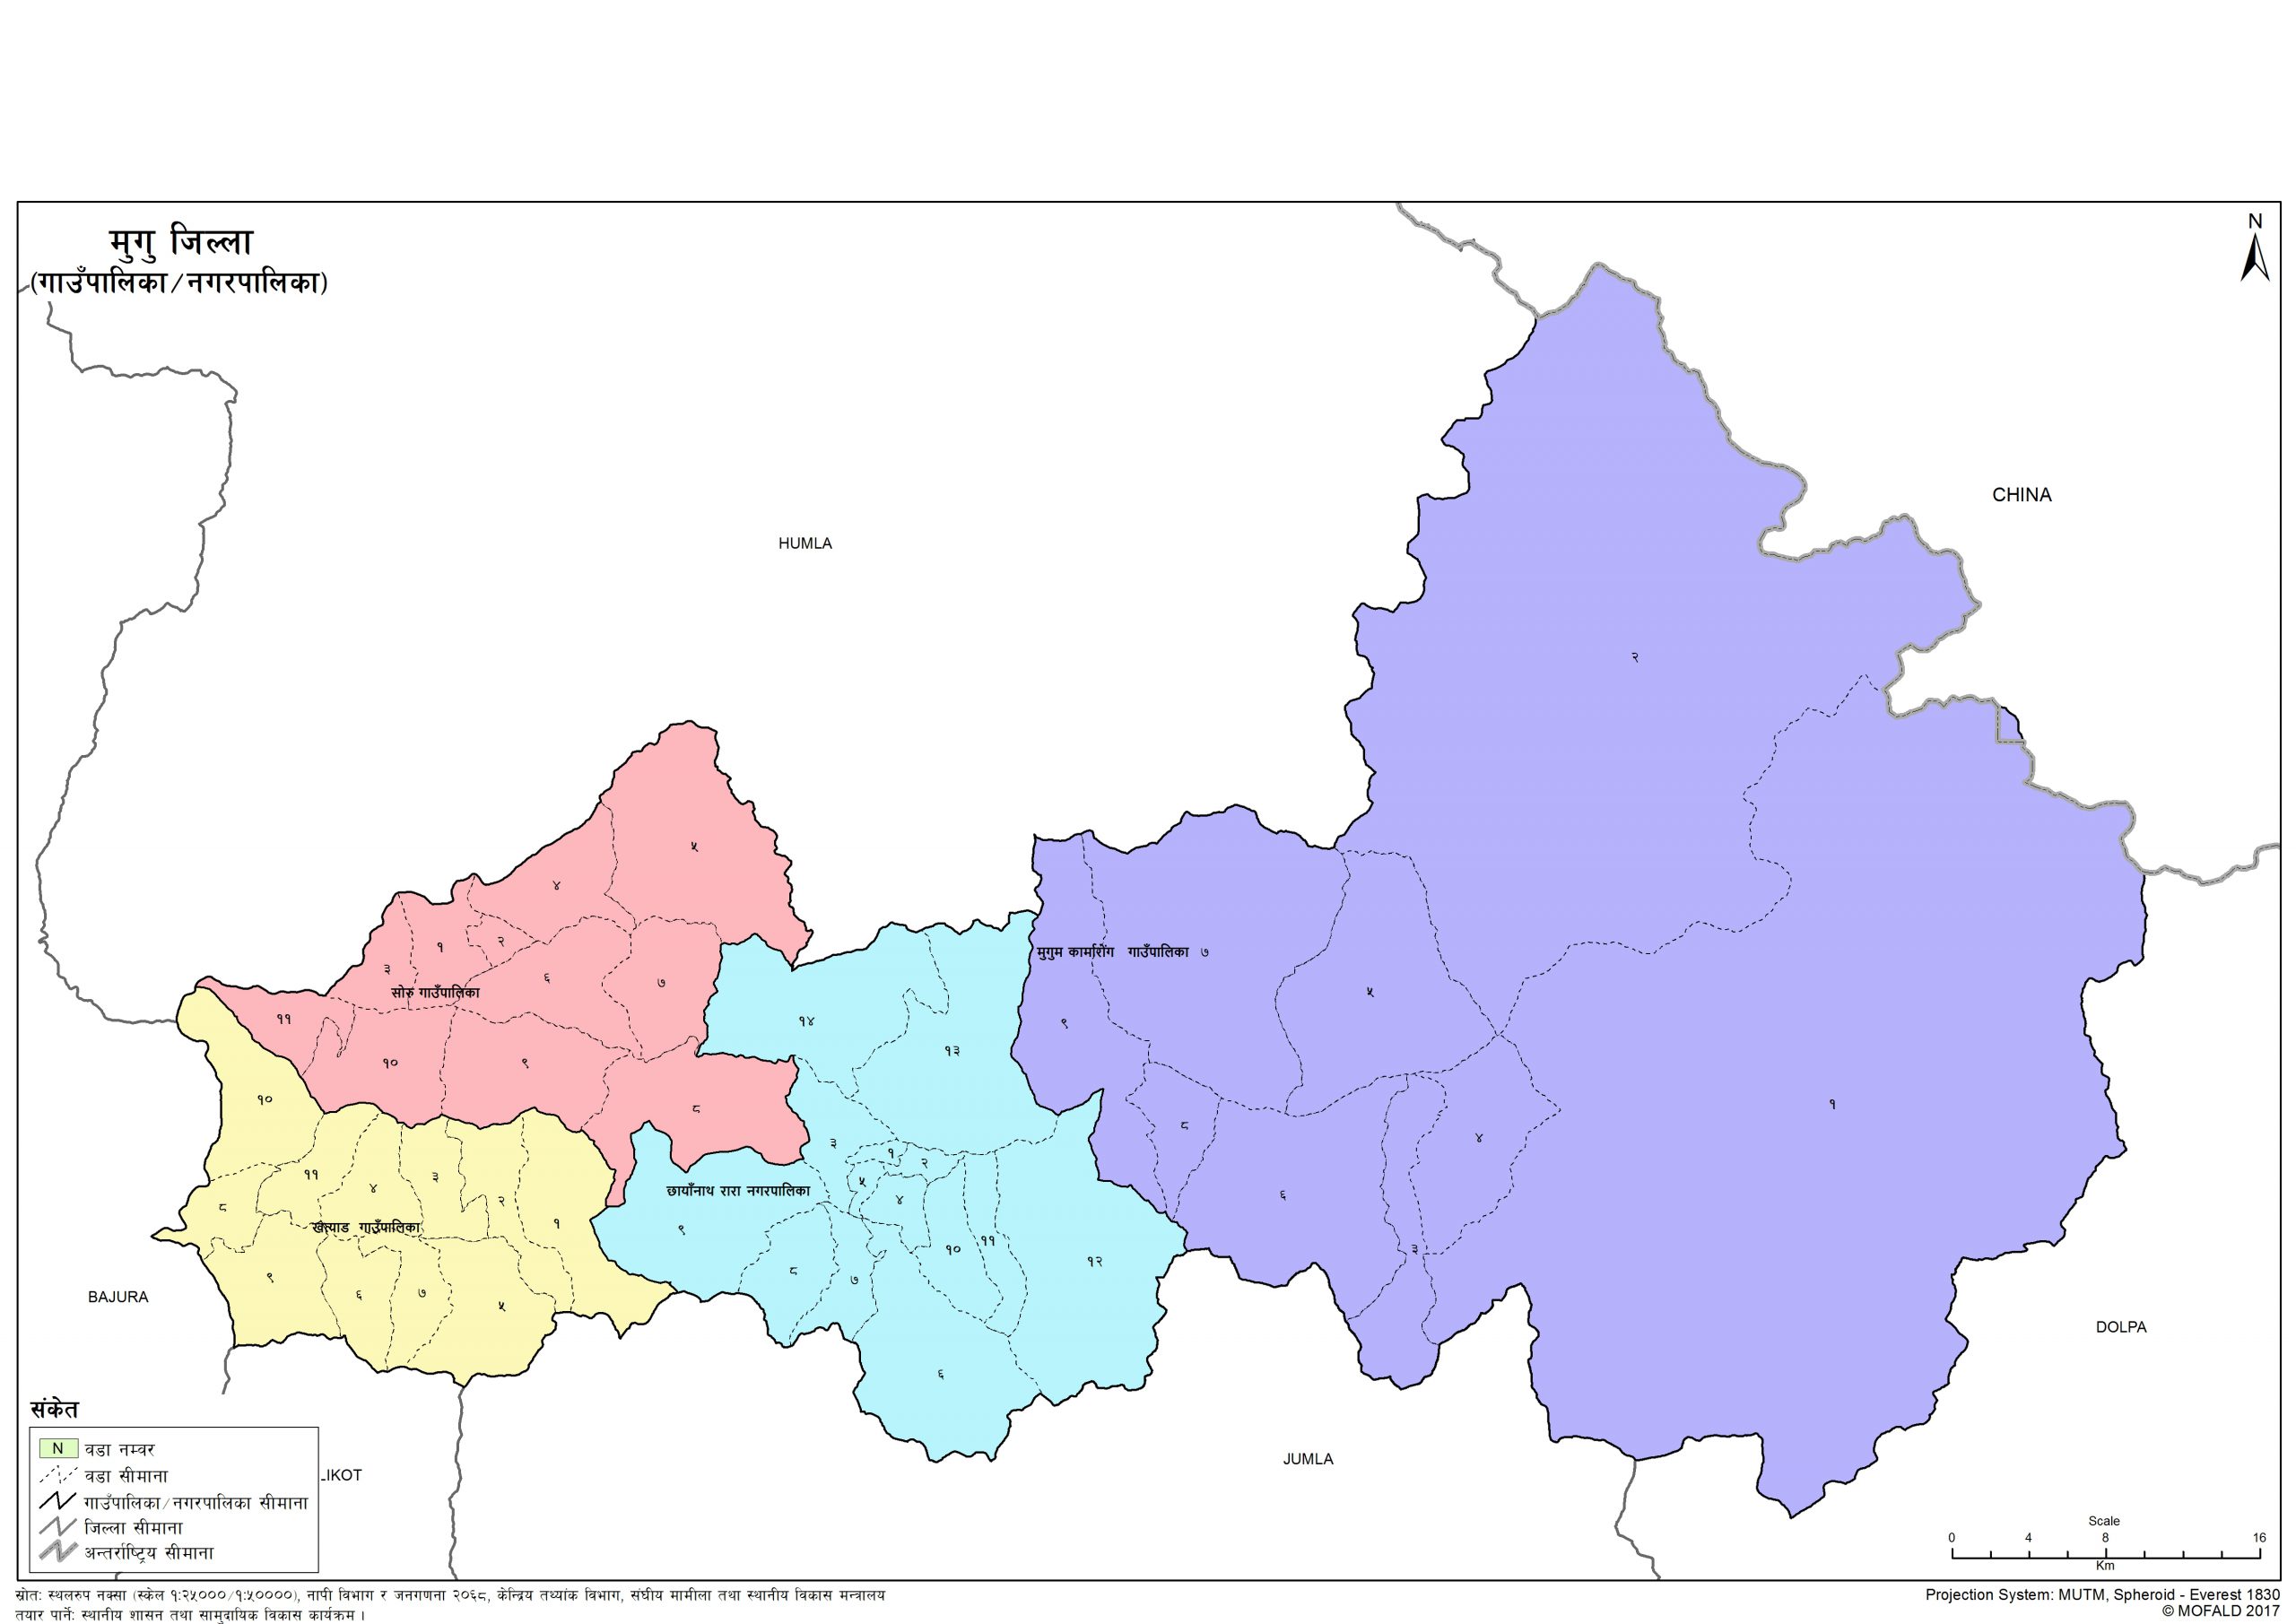 मुगु जिल्ला
(गाउँपालिका/नगरपालिका)
N
CHINA
HUMLA
२
५
४
१
२
३
६
७
सोरु गाउँपालिका
११
१०
९
८
मुगुम कार्मारोंग गाउँपालिका ७
९
५
८
६
४
३
१
१४
१३
३
१
२
५
४
छायाँनाथ रारा नगरपालिका
९
८
७
१०
११
१२
६
१०
११
४
३
२
१
८
खत्याड गाउँपालिका
९
६
७
५
BAJURA
DOLPA
JUMLA
LIKOT
संकेत
N वडा नम्वर
वडा सीमाना
गाउँपालिका/नगरपालिका सीमाना
जिल्ला सीमाना
अन्तर्राष्ट्रिय सीमाना
Scale
0 4 8 16
Km
स्रोतः स्थलरुप नक्सा (स्केल १:२५०००/१:५००००), नापी विभाग र जनगणना २०६८, केन्द्रिय तथ्यांक विभाग, संघीय मामीला तथा स्थानीय विकास मन्त्रालय
तयार पार्नेः स्थानीय शासन तथा सामुदायिक विकास कार्यक्रम ।
Projection System: MUTM, Spheroid - Everest 1830
© MOFALD 2017